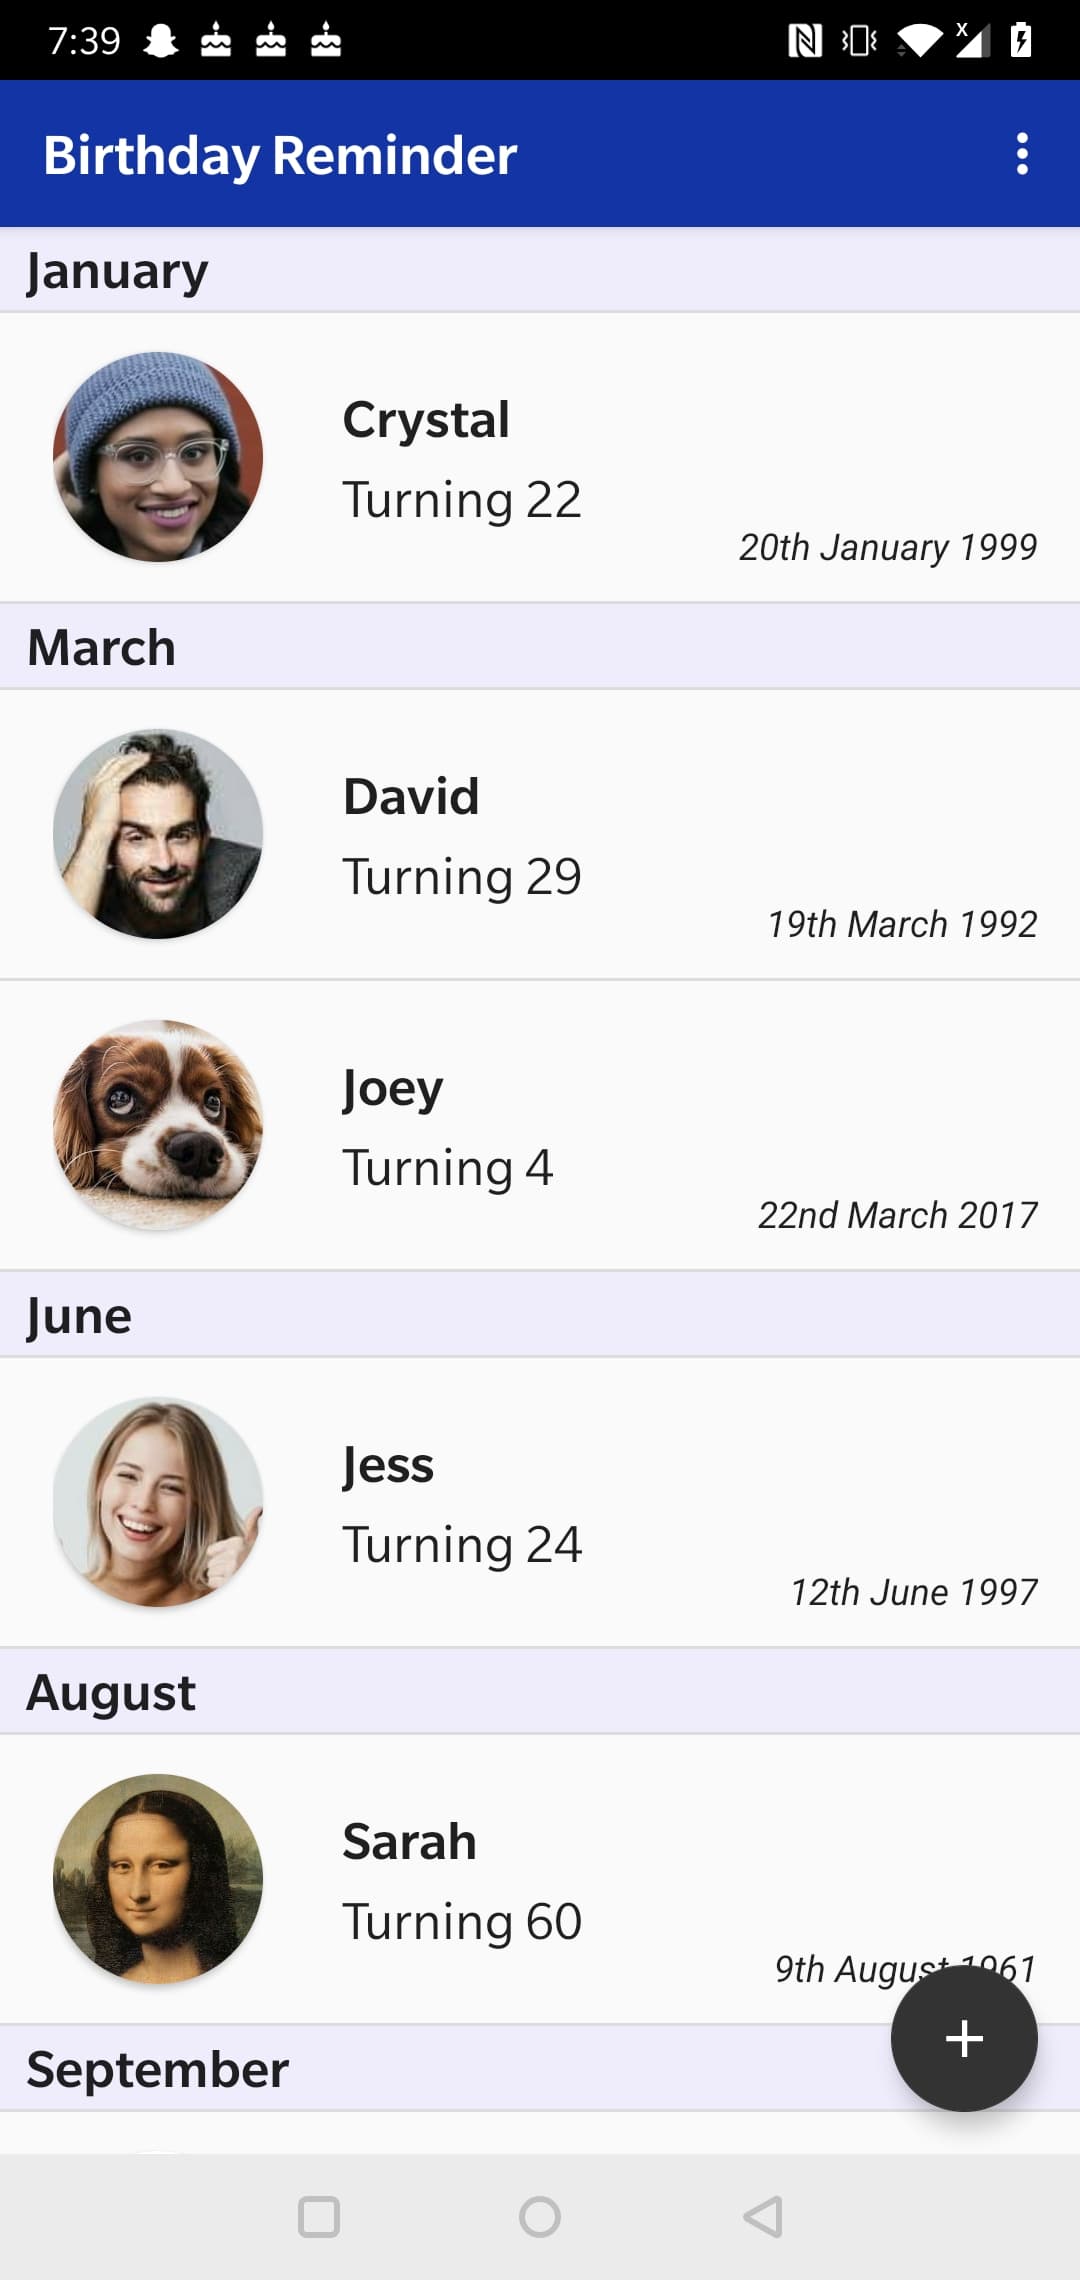 7:39
Birthday Reminder
January
Crystal
Turning 22
20th January 1999
March
David
Turning 29
19th March 1992
Joey
Turning 4
22nd March 2017
June
Jess
Turning 24
12th June 1997
August
Sarah
Turning 60
9th August 1961
September